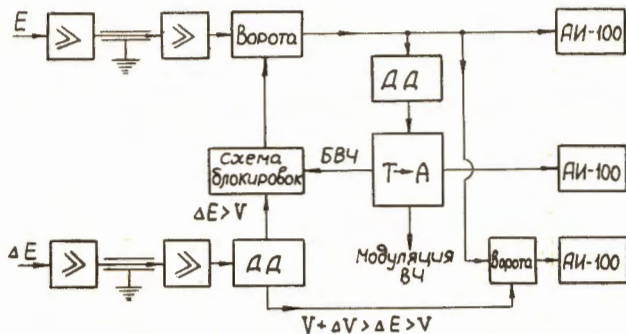 E
≫
≫
Ворота
АИ-100
ДД
Схема
блокировок
БВЧ
Т→А
АИ-100
ΔE>V
ΔE
≫
≫
ДД
Модуляция
ВЧ
Ворота
АИ-100
V+ΔV>ΔE>V